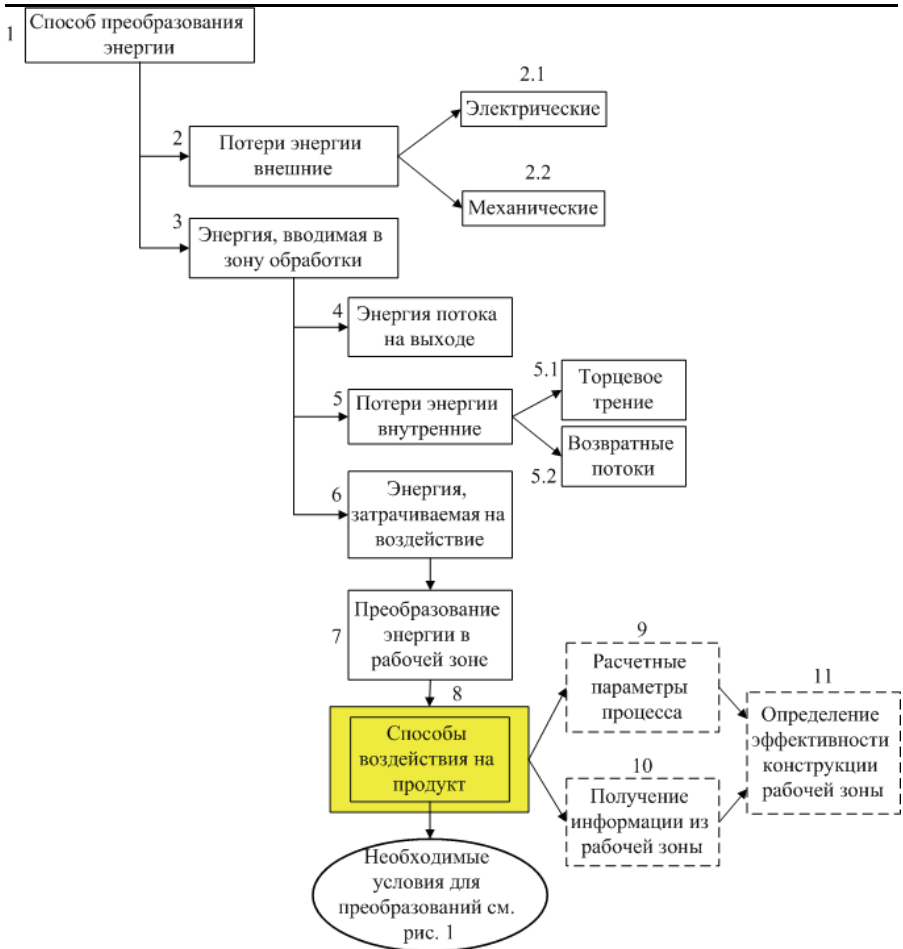 1
Способ преобразования
энергии
2.1
Электрические
2
Потери энергии
внешние
2.2
Механические
3
Энергия, вводимая в
зону обработки
4
Энергия потока
на выходе
5.1
Торцевое
трение
5
Потери энергии
внутренние
Возвратные
потоки
5.2
6
Энергия,
затрачиваемая на
воздействие
7
Преобразование
энергии в
рабочей зоне
8
Способы
воздействия на
продукт
9
Расчетные
параметры
процесса
10
Получение
информации из
рабочей зоны
11
Определение
эффективности
конструкции
рабочей зоны
Необходимые
условия для
преобразований см.
рис. 1